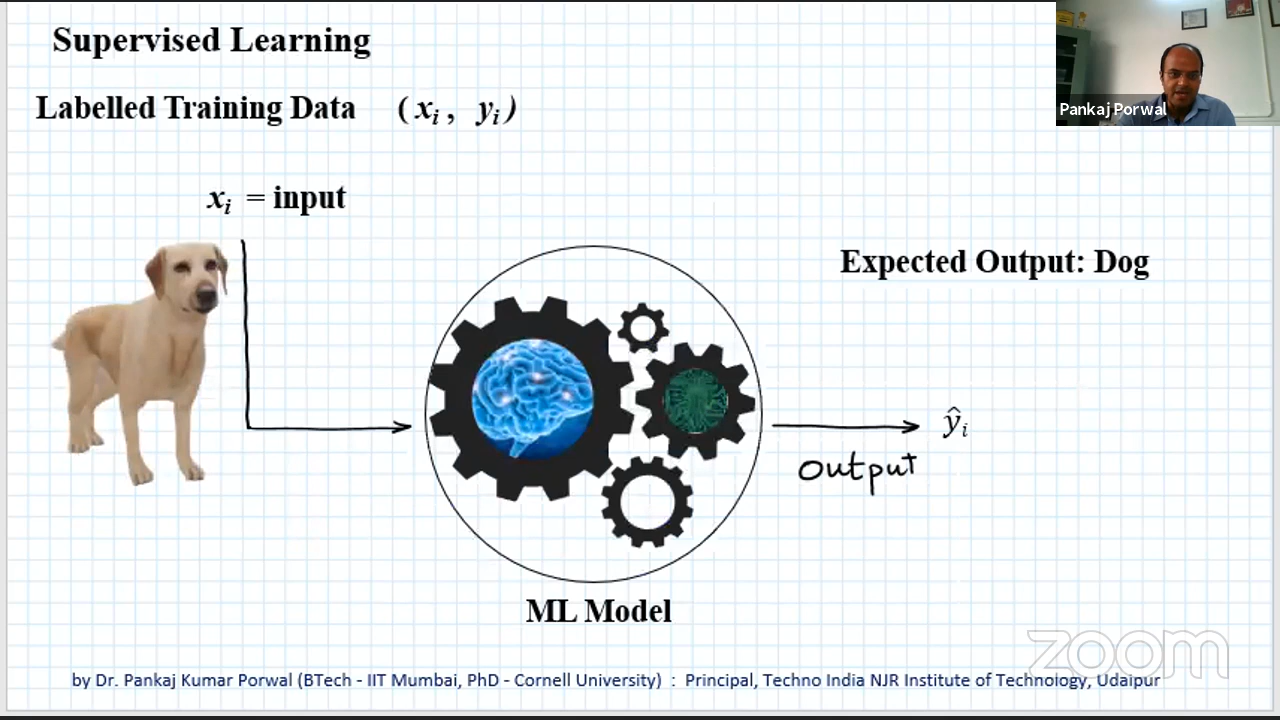 Supervised Learning
Labelled Training Data (xᵢ, yᵢ)
Pankaj Porwal
xᵢ = input
Expected Output: Dog
ŷᵢ
Output
ML Model
zoom
by Dr. Pankaj Kumar Porwal (BTech - IIT Mumbai, PhD - Cornell University) : Principal, Techno India NJR Institute of Technology, Udaipur